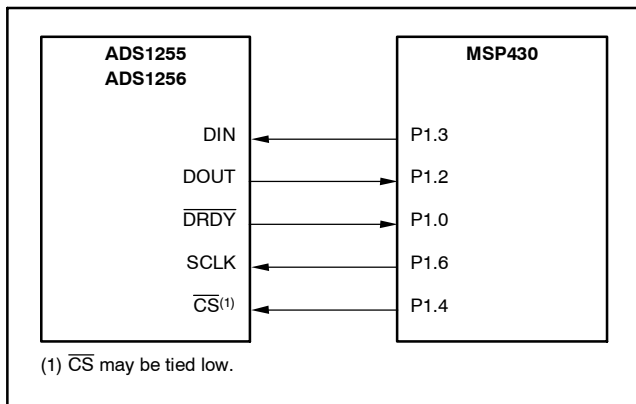 ADS1255
ADS1256
MSP430
DIN
P1.3
DOUT
P1.2
DRDY
P1.0
SCLK
P1.6
CS(1)
P1.4
(1) CS may be tied low.